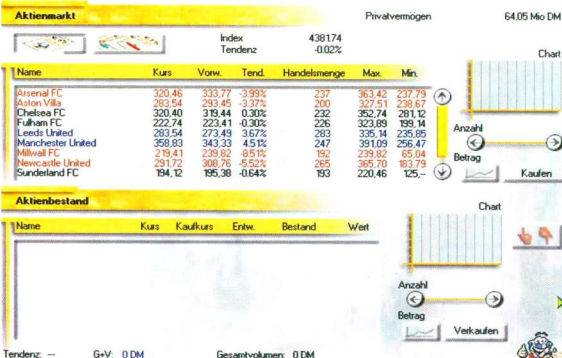 Aktienmarkt Privatvermögen 64.05 Mio DM
Index 4381.74
Tendenz -0.02%
Chart
Name Kurs Vorw. Tend. Handelsmenge Max. Min.
Arsenal FC 320,46 333,77 -3.99% 237 363,42 237,79
Aston Villa 283,54 293,45 -3.37% 200 327,51 238,67
Chelsea FC 320,40 319,44 0.30% 232 352,74 281,12
Fulham FC 222,74 223,41 -0.30% 226 323,89 199,14
Leeds United 283,54 273,49 3.67% 283 335,14 235,85
Manchester United 358,83 343,33 4.51% 247 391,09 256,47
Millwall FC 219,41 239,82 -8.51% 192 239,82 65,04
Newcastle United 291,72 308,76 -5.52% 265 365,70 183,79
Sunderland FC 194,12 195,38 -0.64% 193 220,46 125,--
Anzahl
Betrag
Kaufen
Aktienbestand
Chart
Name Kurs Kaufkurs Entw. Bestand Wert
Anzahl
Betrag
Verkaufen
Tendenz: --- G+V: 0 DM Gesamtvolumen: 0 DM